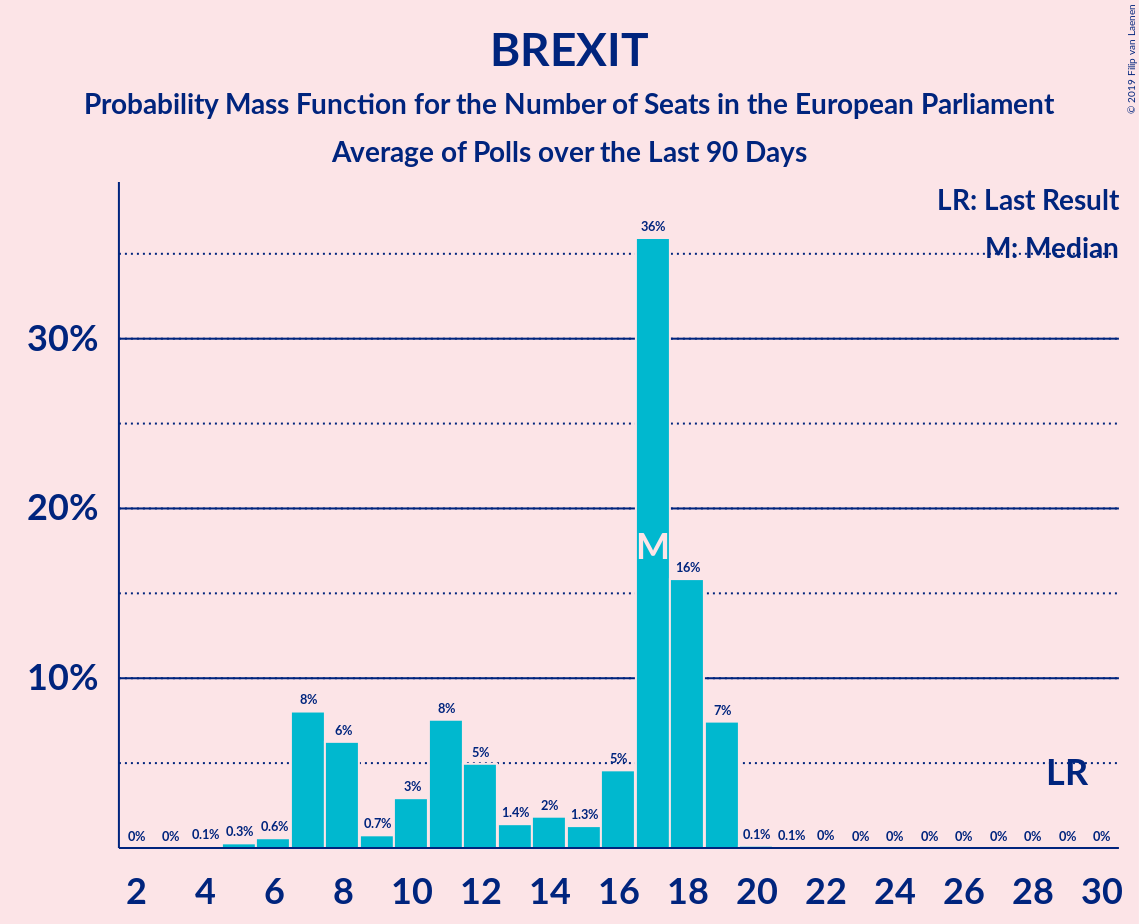 BREXIT
Probability Mass Function for the Number of Seats in the European Parliament
Average of Polls over the Last 90 Days
© 2019 Filip van Laenen
LR: Last Result
M: Median
30%
20%
10%
0% 0% 0.1% 0.3% 0.6% 8% 6% 0.7% 3% 8% 5% 1.4% 2% 1.3% 5% 36% 16% 7% 0.1% 0.1% 0% 0% 0% 0% 0% 0% 0% 0% 0%
M
LR
2 4 6 8 10 12 14 16 18 20 22 24 26 28 30